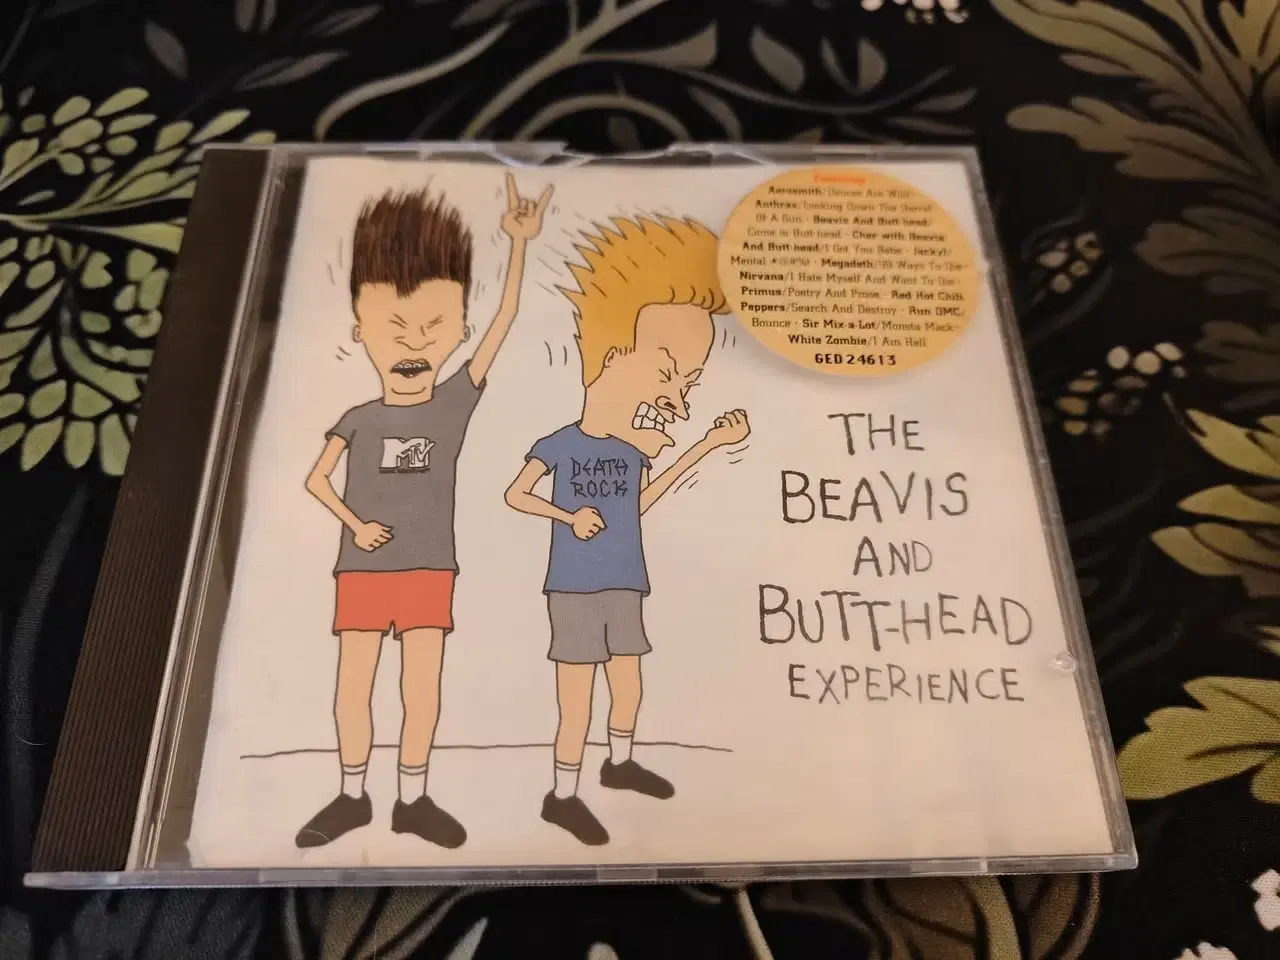 Featuring
Aerosmith/Deuces Are Wild-
Anthrax/Looking Down The Barrel
Of A Gun - Beavis And Butt-head/
Come to Butt-head - Cher with Beavis
And Butt-head/I Got You Babe - Jackyl/
Mental *@#%! - Megadeth/99 Ways To Die-
Nirvana/I Hate Myself And Want To Die-
Primus/Poetry And Prose - Red Hot Chili
Peppers/Search And Destroy - Run DMC/
Bounce - Sir Mix-a-Lot/Monsta Mack-
White Zombie/I Am Hell
GED 24613
MTV
DEATH
ROCK
THE
BEAVIS
AND
BUTT-HEAD
EXPERIENCE